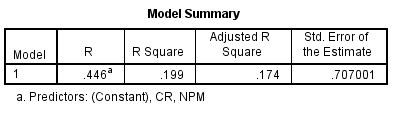 Model Summary
Model R R Square Adjusted R Square Std. Error of the Estimate
1 .446a .199 .174 .707001
a. Predictors: (Constant), CR, NPM